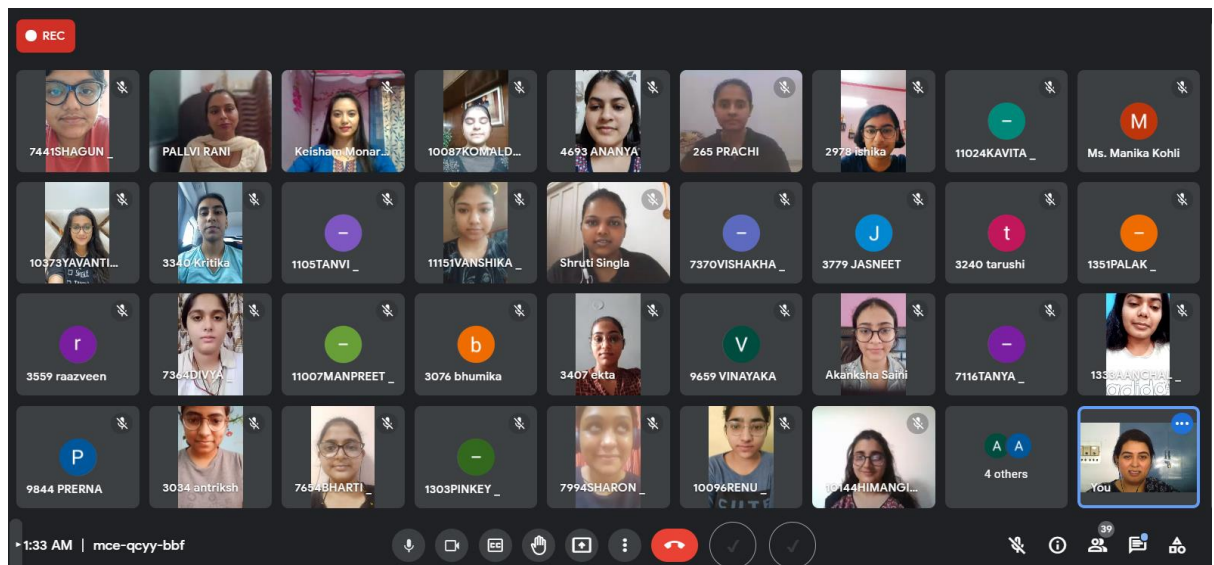 REC
7441SHAGUN _
PALLVI RANI
Keisham Monar...
10087KOMALD...
4693 ANANYA
265 PRACHI
2978 ishika
11024KAVITA _
M
Ms. Manika Kohli
10373YAVANTI...
3340 Kritika
1105TANVI _
11151VANSHIKA _
Shruti Singla
7370VISHAKHA _
J
3779 JASNEET
t
3240 tarushi
1351PALAK _
r
3559 raazveen
7364DIVYA _
11007MANPREET _
b
3076 bhumika
3407 ekta
V
9659 VINAYAKA
Akanksha Saini
7116TANYA _
1333AANCHAL _
adidas
P
9844 PRERNA
3034 antriksh
7654BHARTI _
1303PINKEY _
7994SHARON _
10096RENU _
10144HIMANGI...
A A
4 others
You
1:33 AM | mce-qcyy-bbf
CC
39